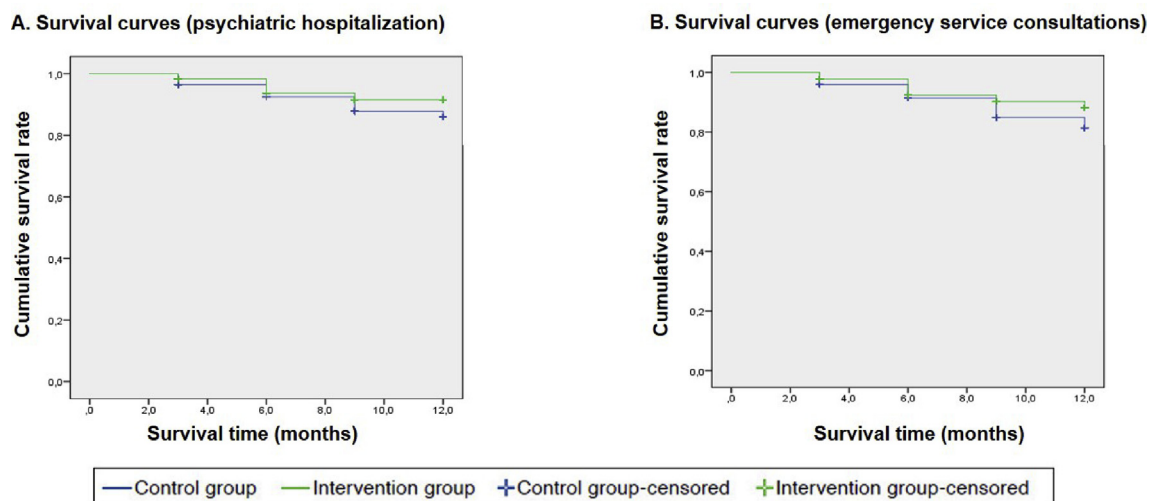 A. Survival curves (psychiatric hospitalization)
1,0
0,8
0,6
0,4
0,2
0,0
,0 2,0 4,0 6,0 8,0 10,0 12,0
Cumulative survival rate
Survival time (months)
B. Survival curves (emergency service consultations)
1,0
0,8
0,6
0,4
0,2
0,0
,0 2,0 4,0 6,0 8,0 10,0 12,0
Cumulative survival rate
Survival time (months)
Control group Intervention group Control group-censored Intervention group-censored